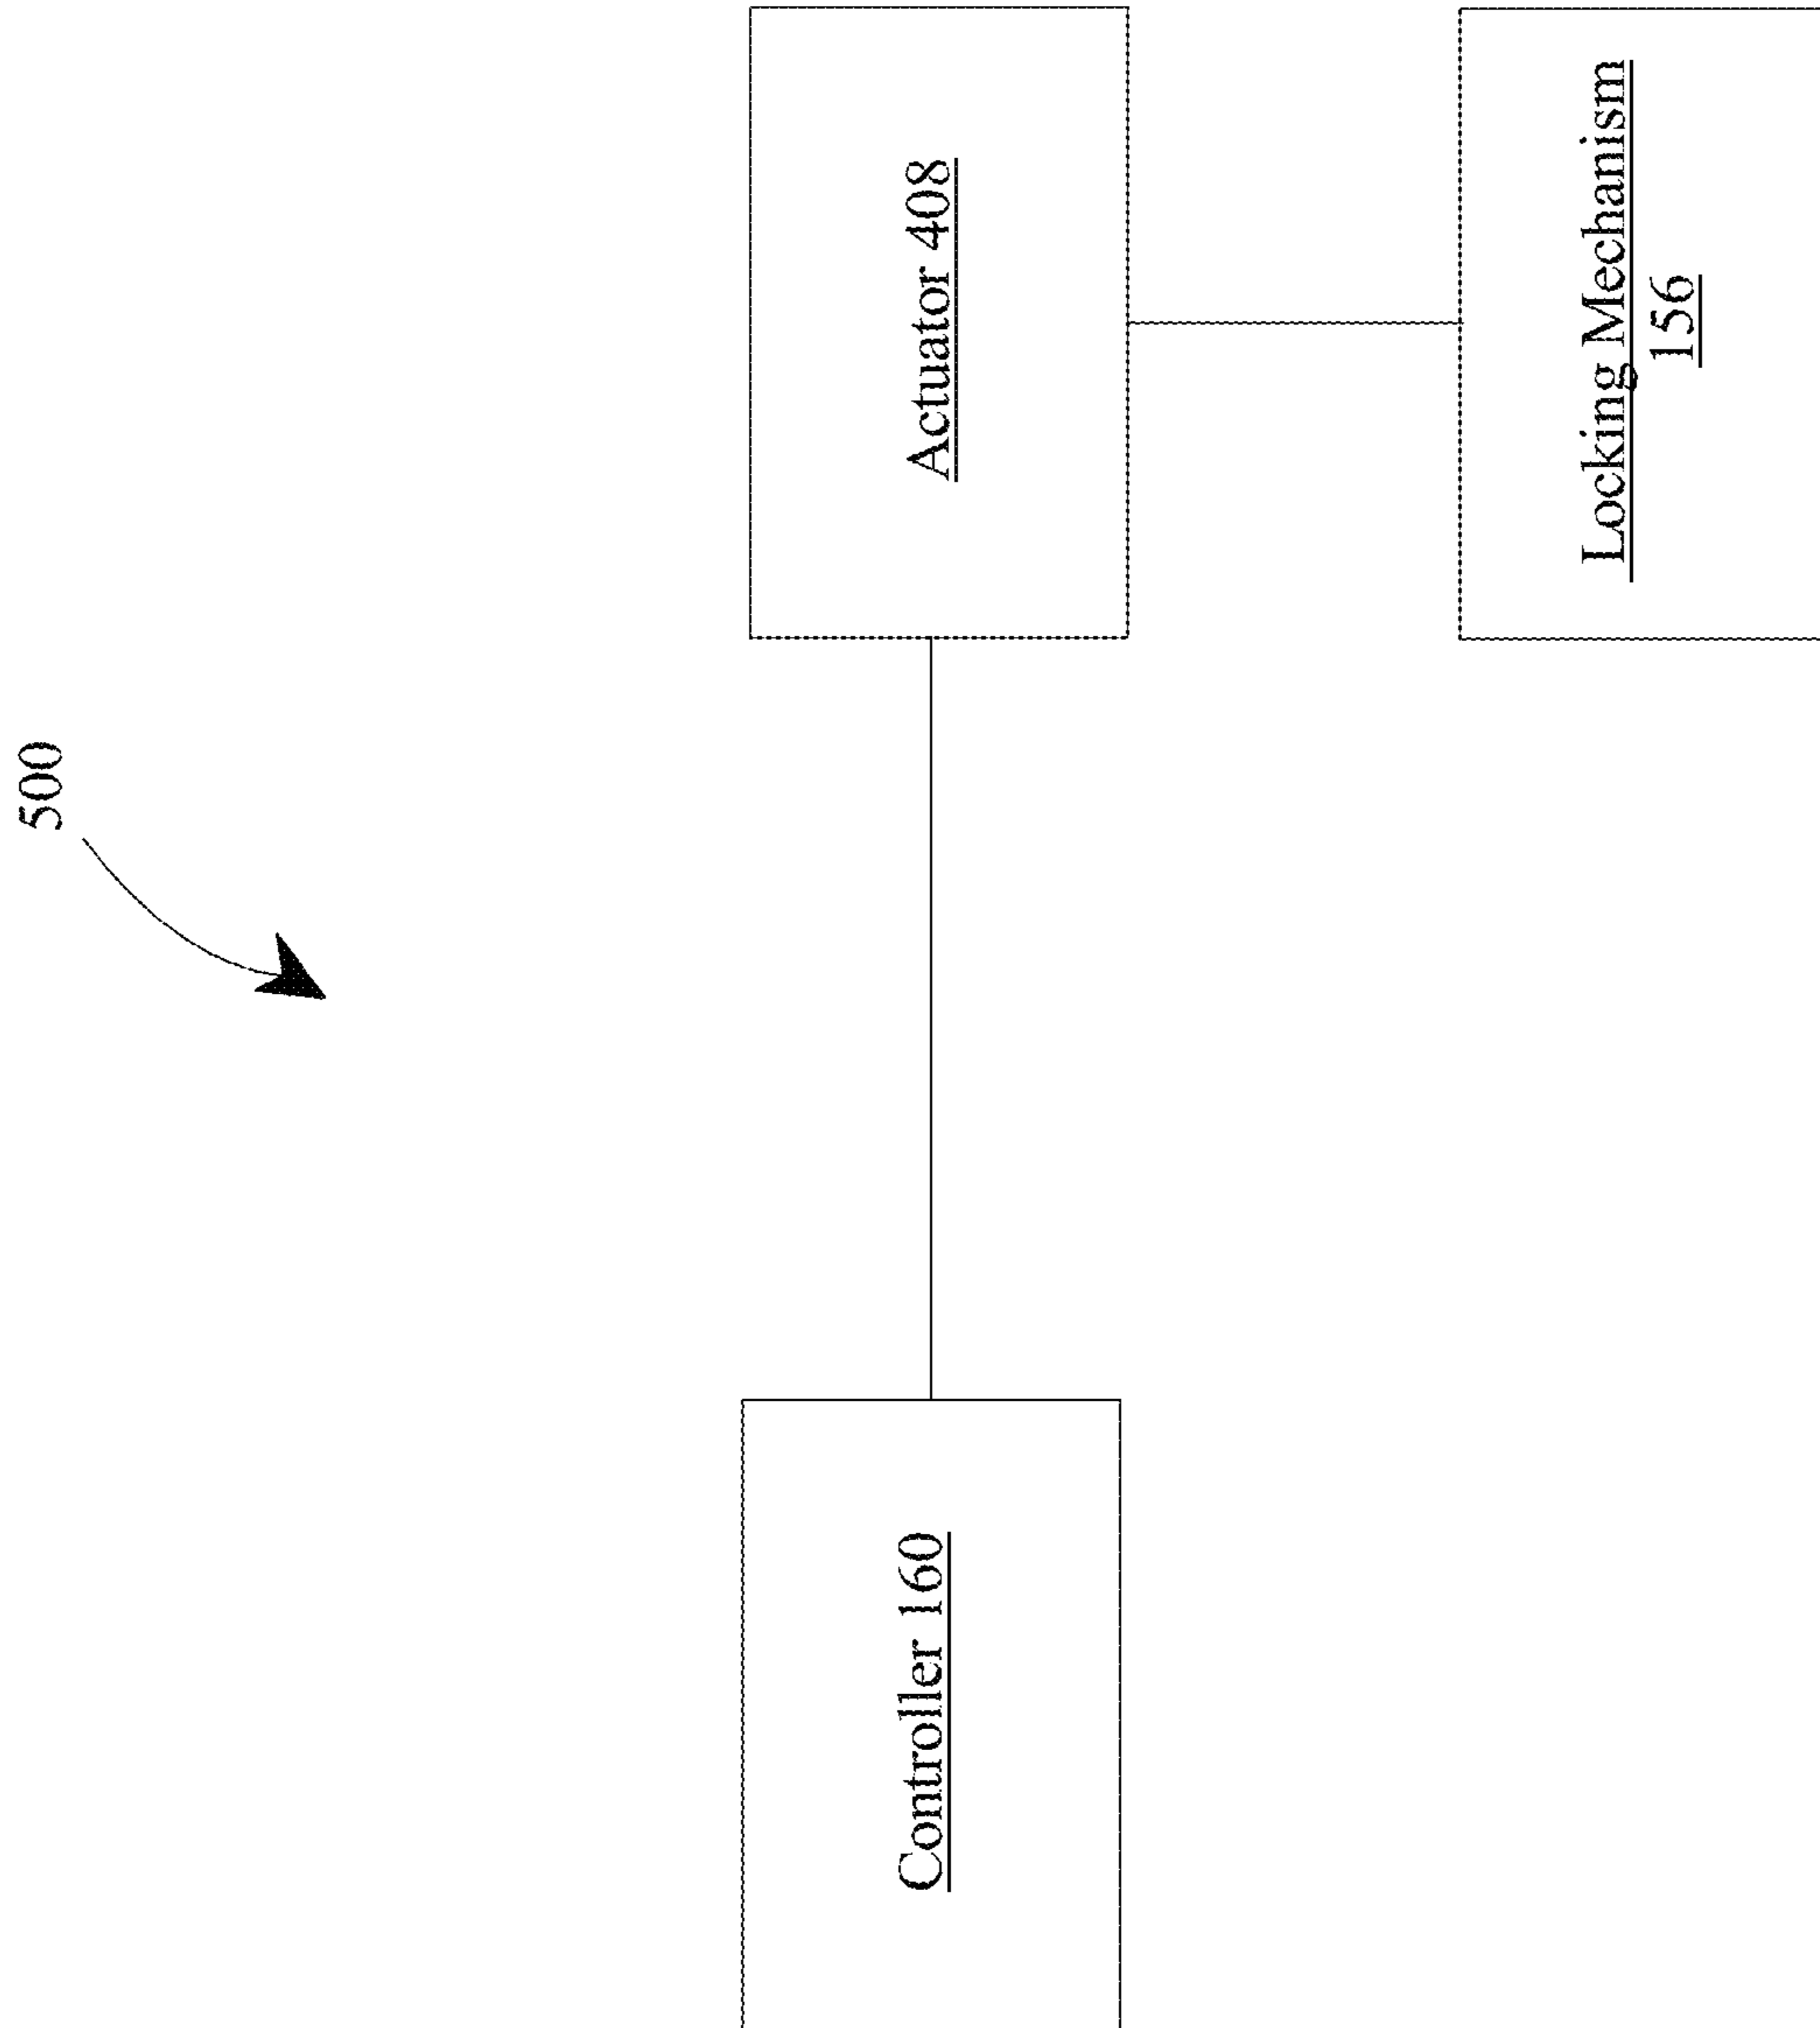 500
Controller 160
Actuator 408
Locking Mechanism
156